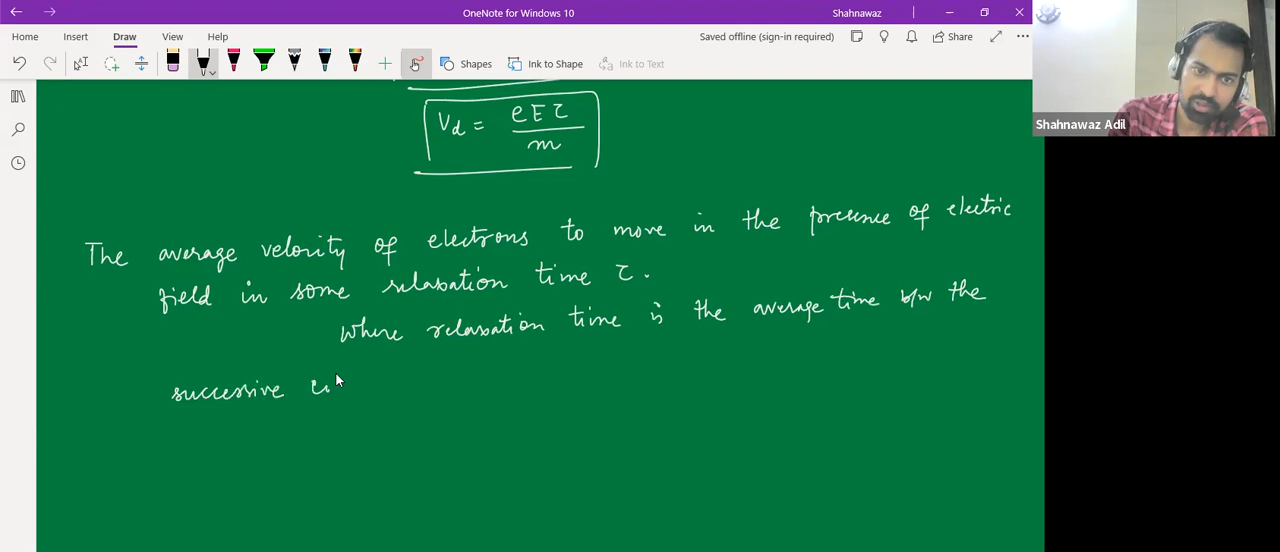 OneNote for Windows 10
Shahnawaz
Home Insert Draw View Help
Saved offline (sign-in required)
Share
Shapes
Ink to Shape
Ink to Text
Shahnawaz Adil
Vd = eEτ/m
The average velocity of electrons to move in the presence of electric
field in some relaxation time τ.
Where relaxation time is the average time b/w the
successive